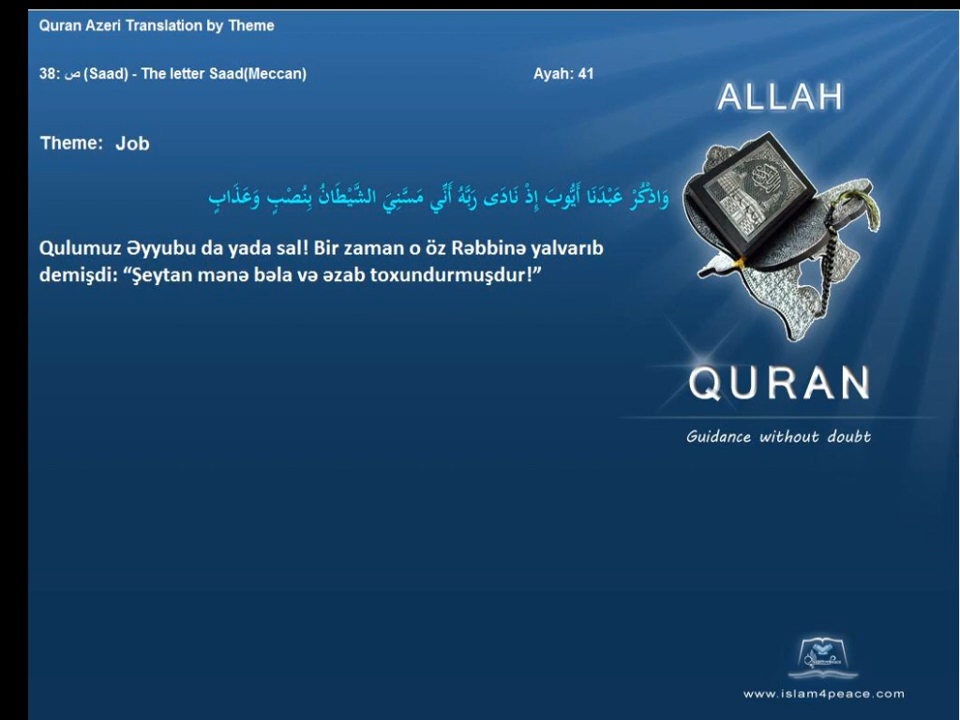 Quran Azeri Translation by Theme
38: ص (Saad) - The letter Saad(Meccan) Ayah: 41
ALLAH
Theme: Job
وَاذْكُرْ عَبْدَنَا أَيُّوبَ إِذْ نَادَى رَبَّهُ أَنِّي مَسَّنِيَ الشَّيْطَانُ بِنُصْبٍ وَعَذَابٍ
Qulumuz Əyyubu da yada sal! Bir zaman o öz Rəbbinə yalvarıb
demişdi: “Şeytan mənə bəla və əzab toxundurmuşdur!”
QURAN
Guidance without doubt
www.islam4peace.com